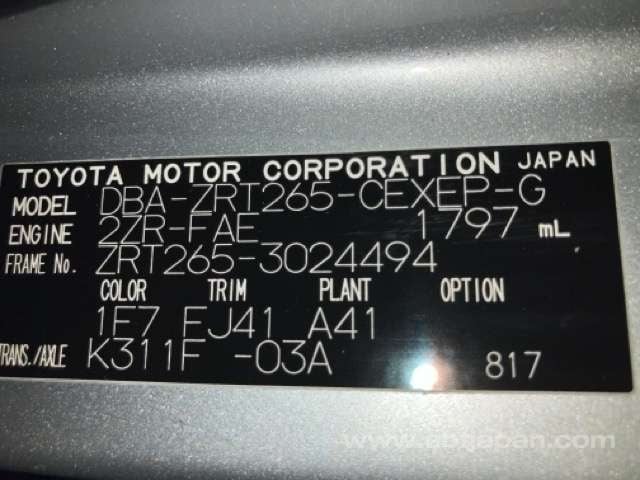 TOYOTA MOTOR CORPORATION JAPAN
MODEL DBA-ZRT265-CEXEP-G
ENGINE 2ZR-FAE 1797 mL
FRAME No. ZRT265-3024494
COLOR TRIM PLANT OPTION
1F7 FJ41 A41
TRANS./AXLE K311F -03A 817
www.sbtjapan.com